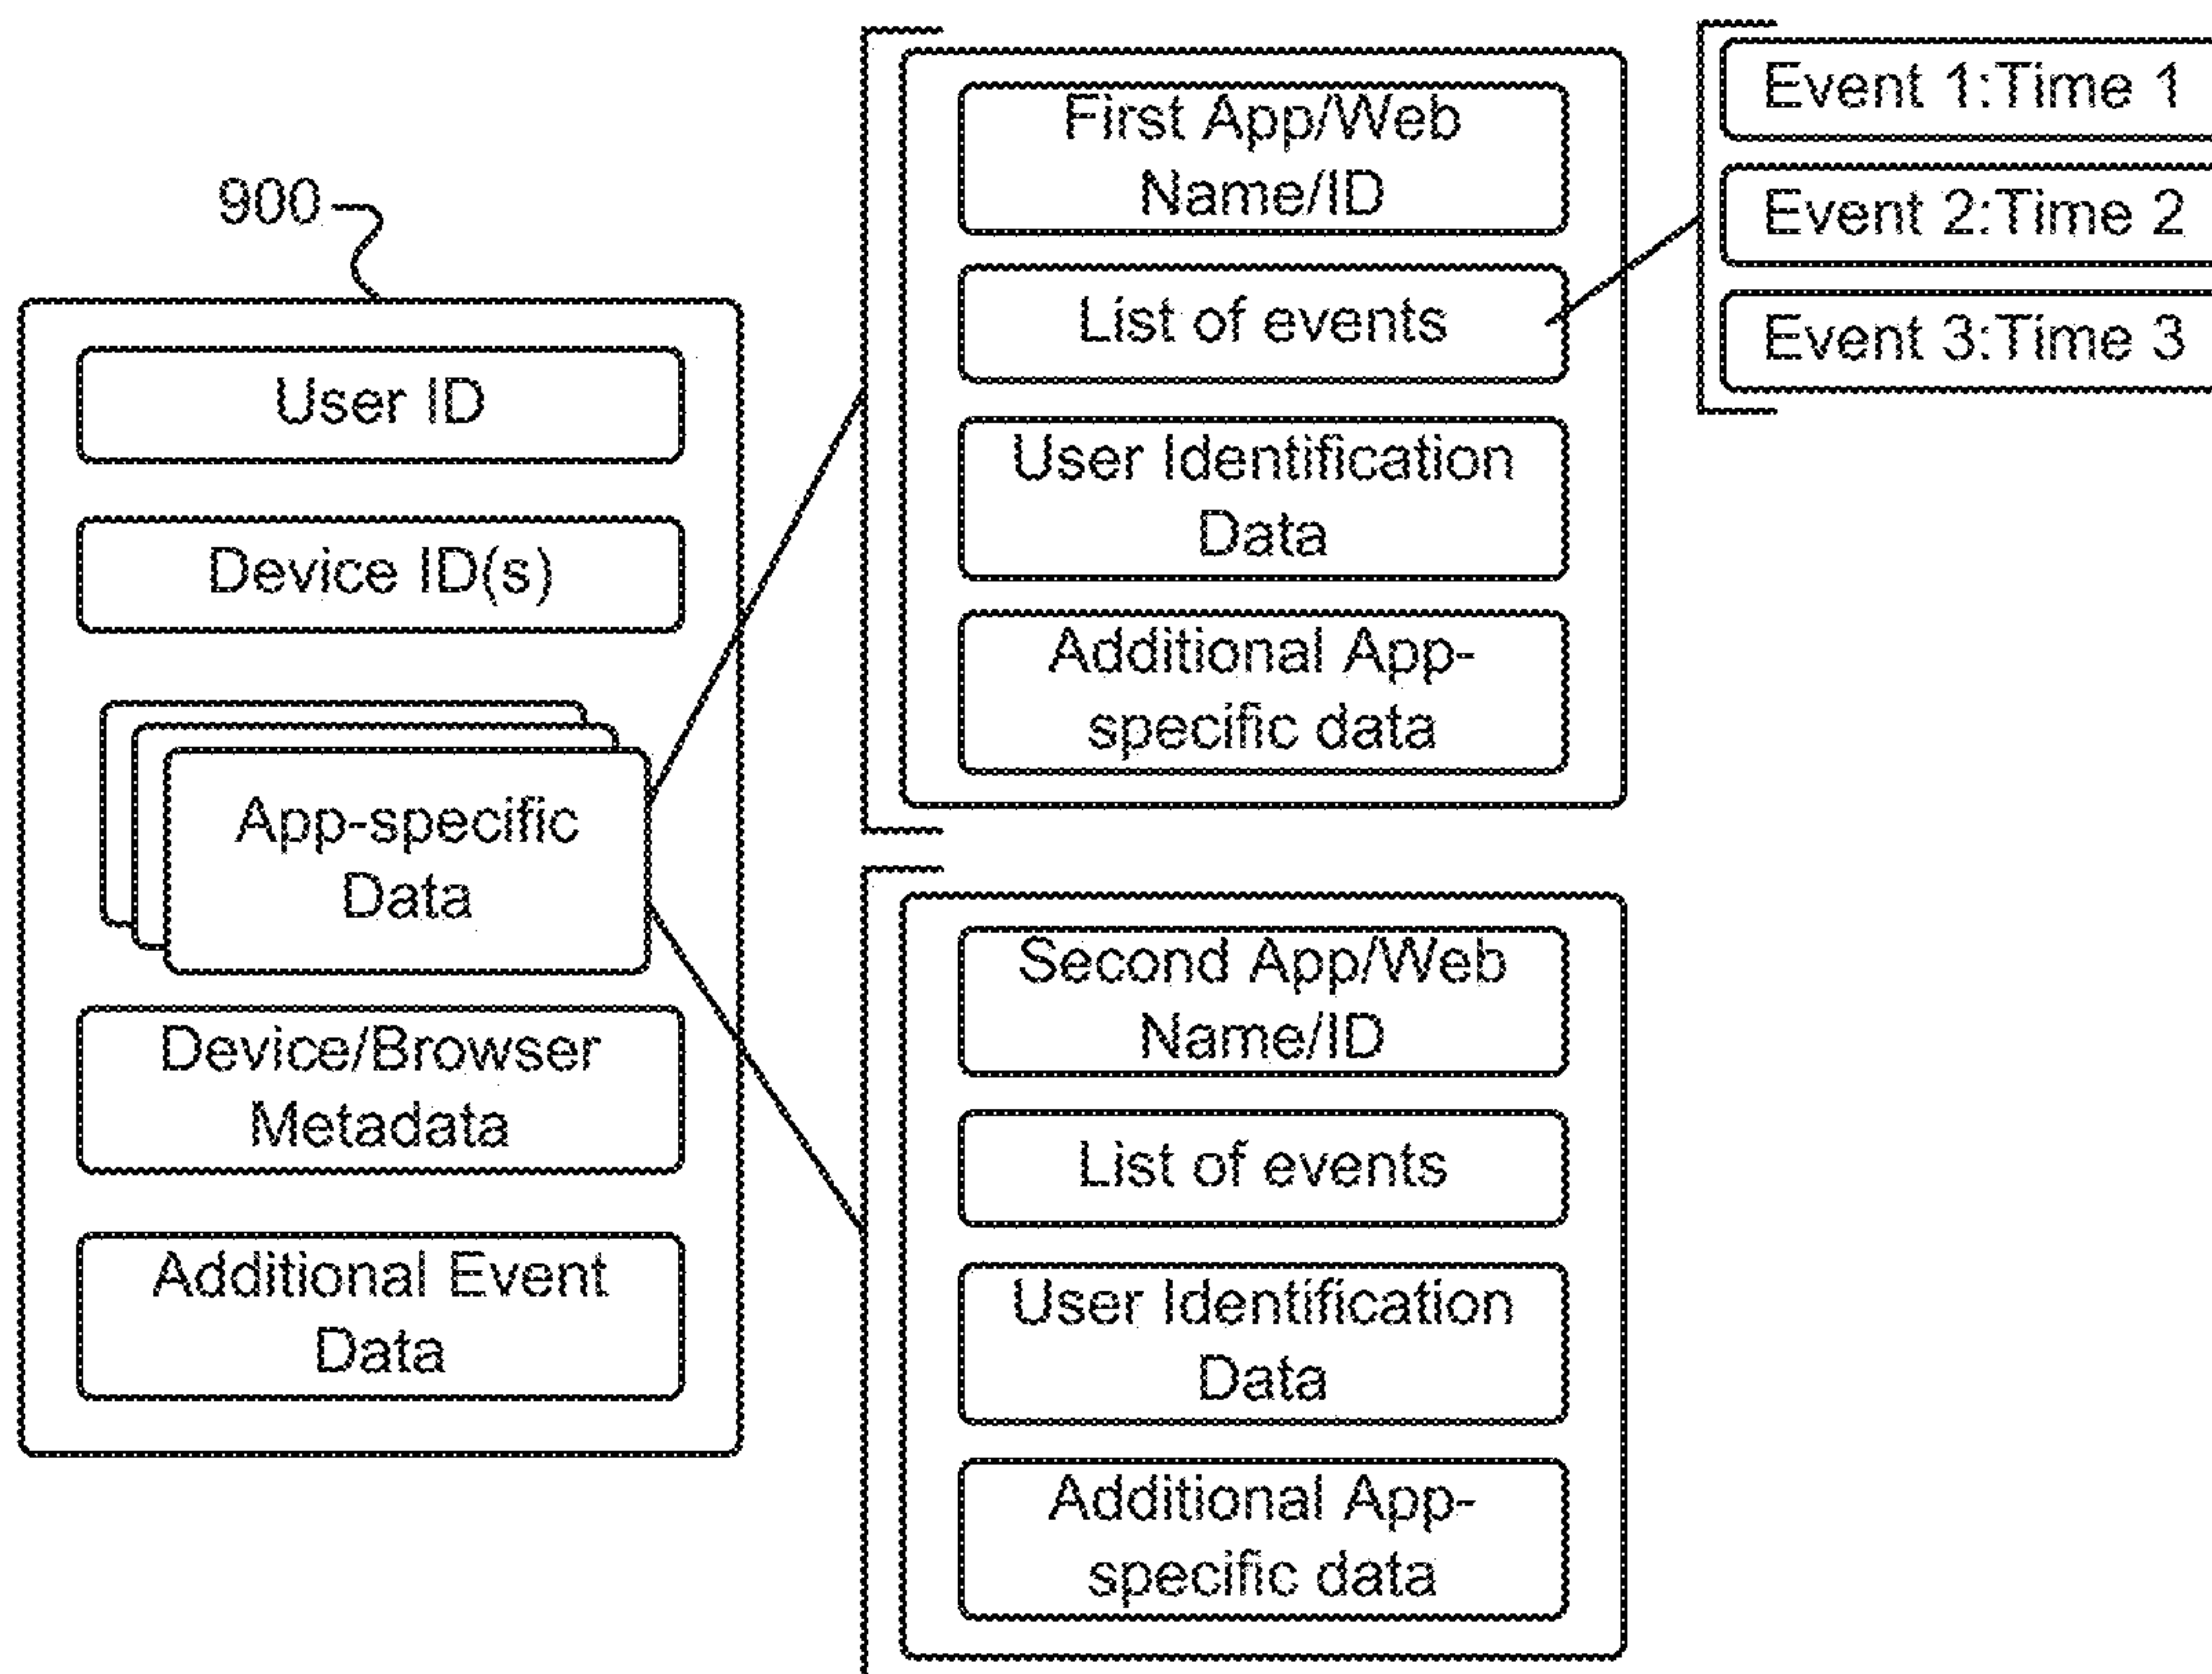 900
User ID
Device ID(s)
App-specific
Data
Device/Browser
Metadata
Additional Event
Data
First App/Web
Name/ID
List of events
User Identification
Data
Additional App-
specific data
Second App/Web
Name/ID
List of events
User Identification
Data
Additional App-
specific data
Event 1:Time 1
Event 2:Time 2
Event 3:Time 3